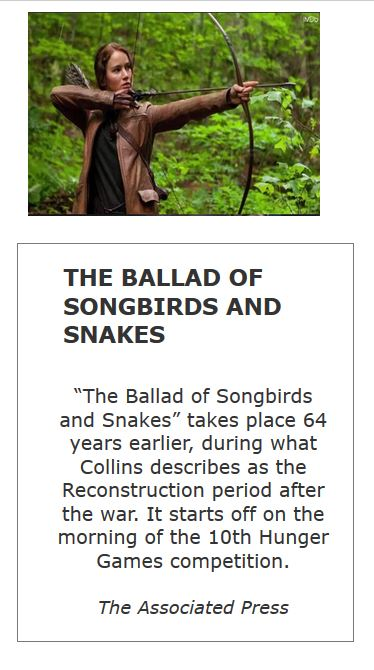 IMDb
THE BALLAD OF
SONGBIRDS AND
SNAKES
“The Ballad of Songbirds
and Snakes” takes place 64
years earlier, during what
Collins describes as the
Reconstruction period after
the war. It starts off on the
morning of the 10th Hunger
Games competition.
The Associated Press